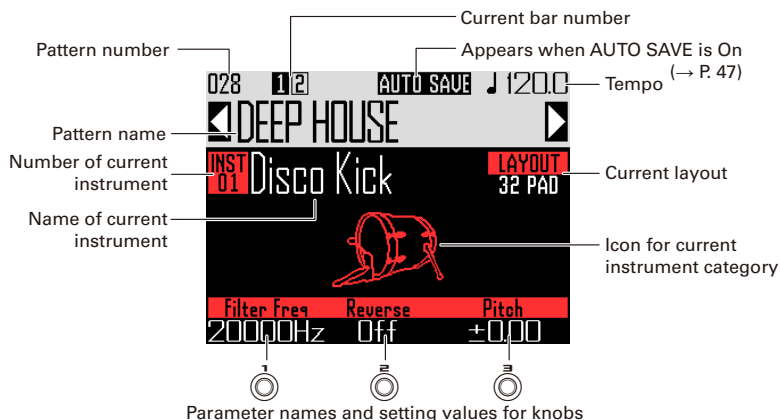 Current bar number
Pattern number
Appears when AUTO SAVE is On
(→ P. 47)
028 1 2 AUTO SAVE ♩120.0
Tempo
DEEP HOUSE
Pattern name
Number of current
instrument
INST
01
Disco Kick
LAYOUT
32 PAD
Current layout
Name of current
instrument
Icon for current
instrument category
Filter Freq Reverse Pitch
20000Hz Off ±0.00
1 2 3
Parameter names and setting values for knobs